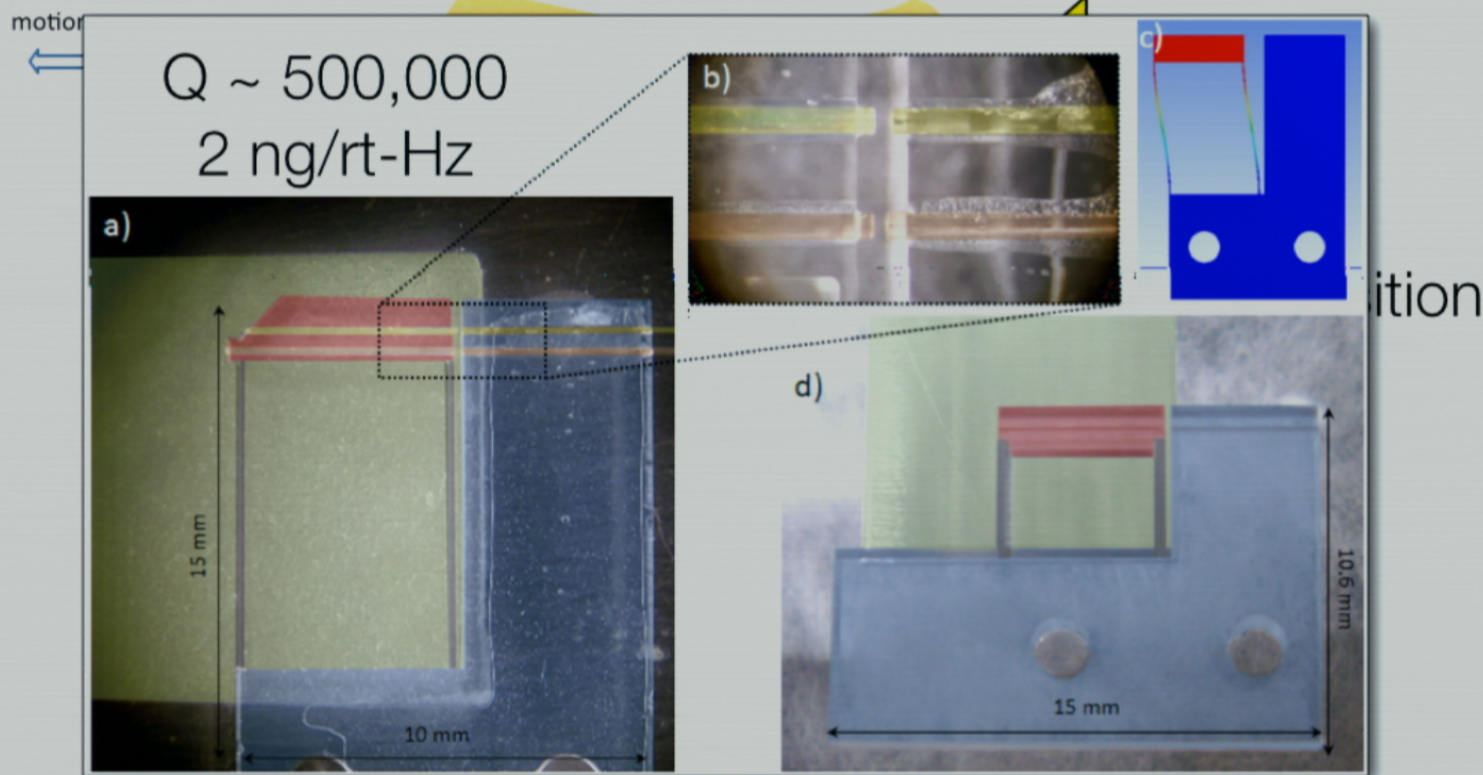 motion
Q ~ 500,000
2 ng/rt-Hz
a)
b)
c)
d)
15 mm
10 mm
10.6 mm
15 mm
ition